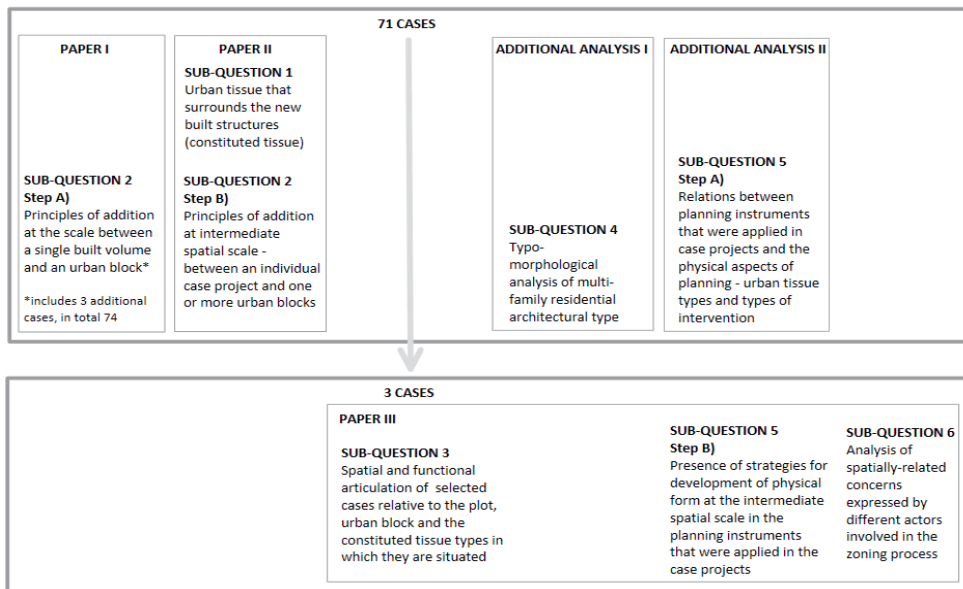 71 CASES
PAPER I
SUB-QUESTION 2
Step A)
Principles of addition
at the scale between
a single built volume
and an urban block*
*includes 3 additional
cases, in total 74
PAPER II
SUB-QUESTION 1
Urban tissue that
surrounds the new
built structures
(constituted tissue)
SUB-QUESTION 2
Step B)
Principles of addition
at intermediate
spatial scale -
between an individual
case project and one
or more urban blocks
ADDITIONAL ANALYSIS I
SUB-QUESTION 4
Typo-
morphological
analysis of multi-
family residential
architectural type
ADDITIONAL ANALYSIS II
SUB-QUESTION 5
Step A)
Relations between
planning instruments
that were applied in
case projects and the
physical aspects of
planning - urban tissue
types and types of
intervention
3 CASES
PAPER III
SUB-QUESTION 3
Spatial and functional
articulation of selected
cases relative to the plot,
urban block and the
constituted tissue types in
which they are situated
SUB-QUESTION 5
Step B)
Presence of strategies for
development of physical
form at the intermediate
spatial scale in the
planning instruments
that were applied in the
case projects
SUB-QUESTION 6
Analysis of
spatially-related
concerns
expressed by
different actors
involved in the
zoning process